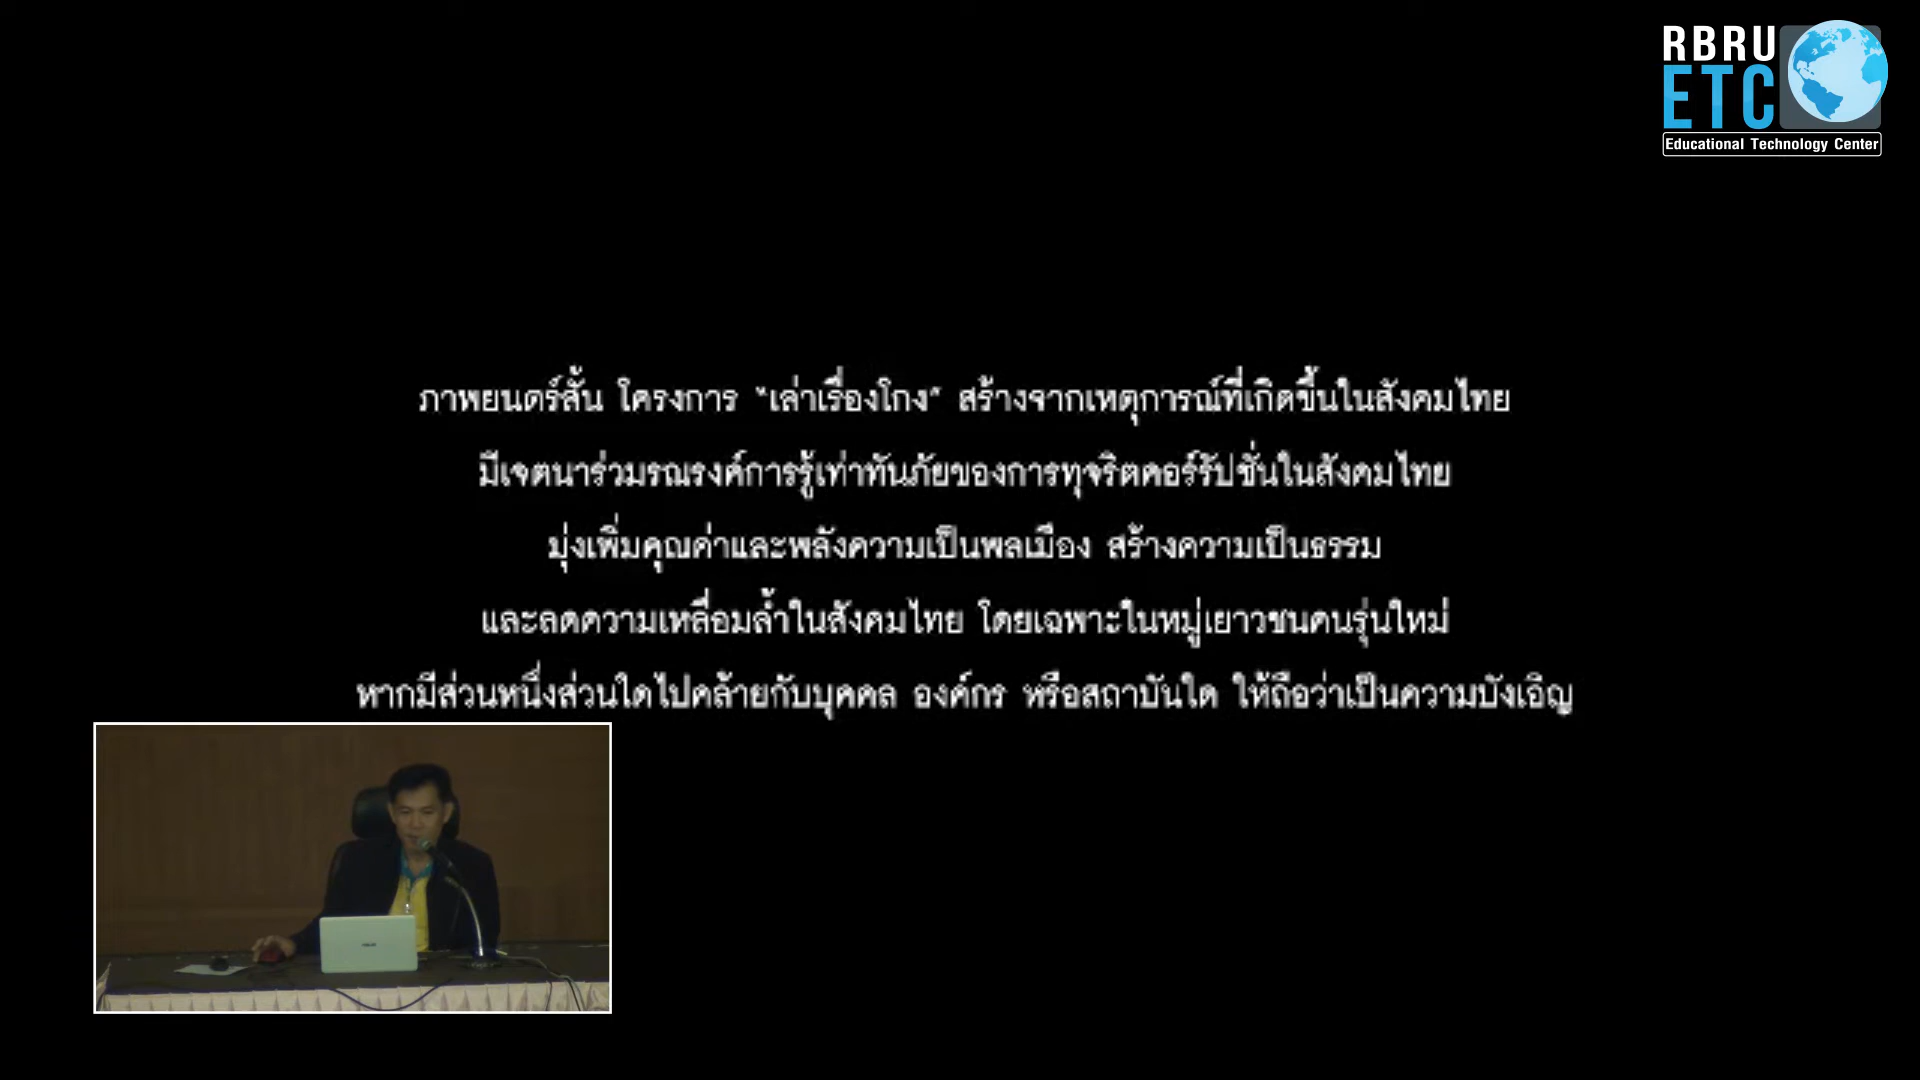 RBRU
ETC
Educational Technology Center
ภาพยนตร์สั้น โครงการ "เล่าเรื่องโกง" สร้างจากเหตุการณ์ที่เกิดขึ้นในสังคมไทย
มีเจตนาร่วมรณรงค์การรู้เท่าทันภัยของการทุจริตคอร์รัปชั่นในสังคมไทย
มุ่งเพิ่มคุณค่าและพลังความเป็นพลเมือง สร้างความเป็นธรรม
และลดความเหลื่อมล้ำในสังคมไทย โดยเฉพาะในหมู่เยาวชนคนรุ่นใหม่
หากมีส่วนหนึ่งส่วนใดไปคล้ายกับบุคคล องค์กร หรือสถาบันใด ให้ถือว่าเป็นความบังเอิญ